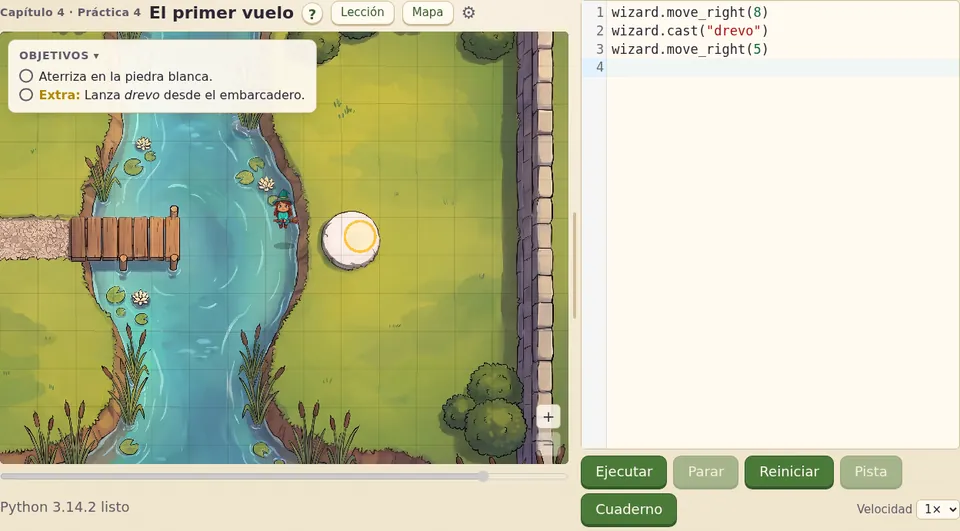 Capítulo 4 · Práctica 4 El primer vuelo ? Lección Mapa
OBJETIVOS ▾
Aterriza en la piedra blanca.
Extra: Lanza drevo desde el embarcadero.
+
−
Python 3.14.2 listo
1 wizard.move_right(8)
2 wizard.cast("drevo")
3 wizard.move_right(5)
4
Ejecutar Parar Reiniciar Pista
Cuaderno Velocidad 1×